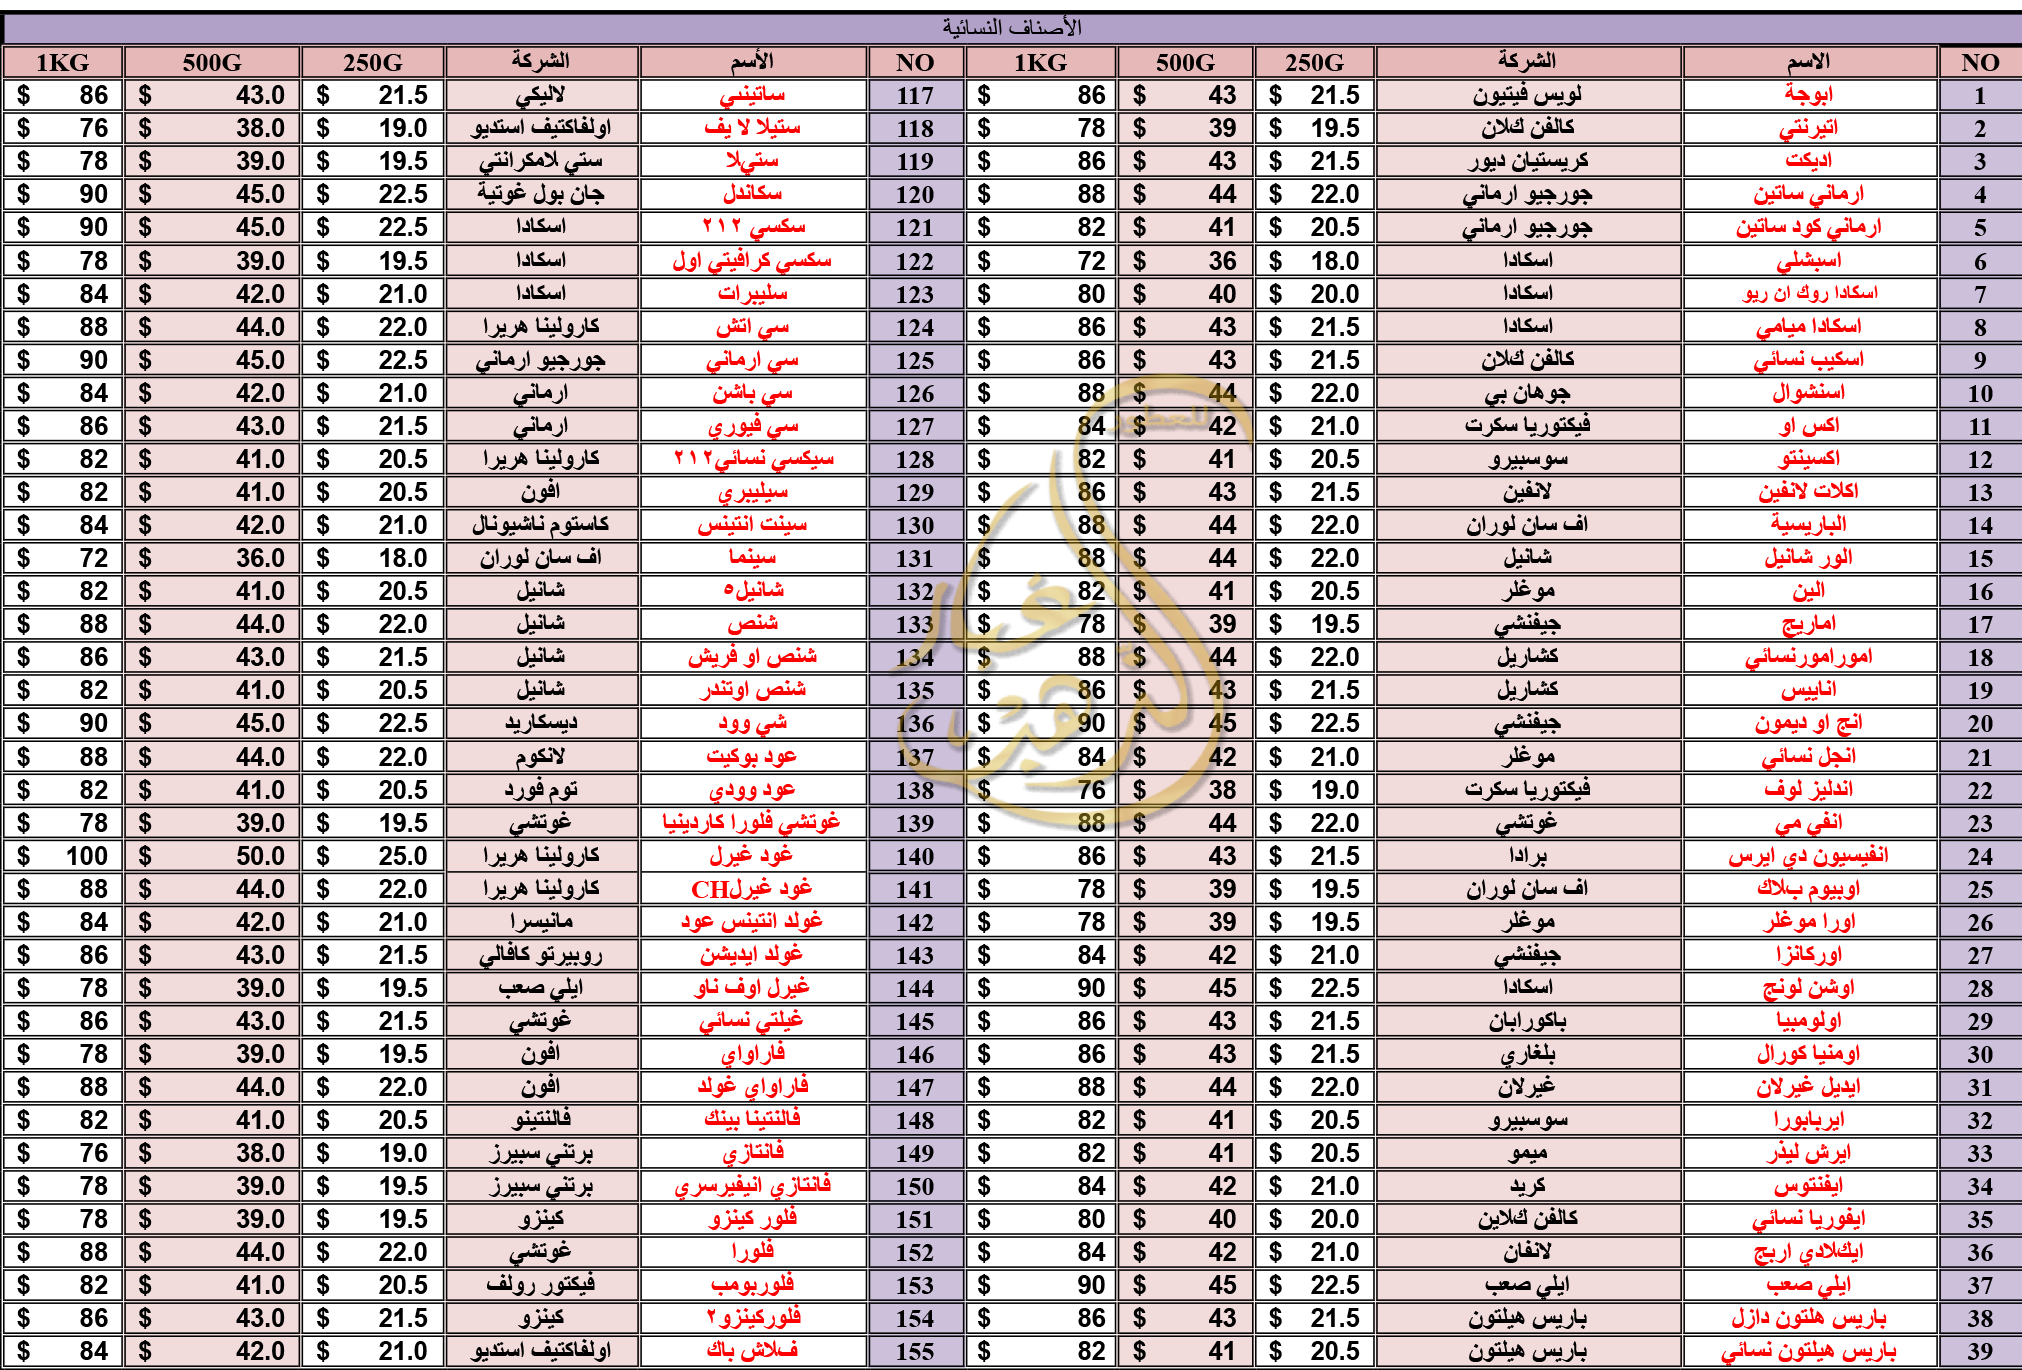 الأصناف النسائية
NO الاسم الشركة 250G 500G 1KG NO الأسم الشركة 250G 500G 1KG
1 ابوجة لويس فيتيون $ 21.5 $ 43 $ 86 117 ساتينىي لاليكي $ 21.5 $ 43.0 $ 86
2 اتيرنتي كالفن كلان $ 19.5 $ 39 $ 78 118 ستيلا لا يف اولفاكتيف استديو $ 19.0 $ 38.0 $ 76
3 اديكت كريستيان ديور $ 21.5 $ 43 $ 86 119 ستيلا ستي لامكرانتي $ 19.5 $ 39.0 $ 78
4 ارماني ساتين جورجيو ارماني $ 22.0 $ 44 $ 88 120 سكاندل جان بول غوتية $ 22.5 $ 45.0 $ 90
5 ارماني كود ساتين جورجيو ارماني $ 20.5 $ 41 $ 82 121 سكسي ٢١٢ اسكادا $ 22.5 $ 45.0 $ 90
6 اسبشلي اسكادا $ 18.0 $ 36 $ 72 122 سكسي كرافيتي اول اسكادا $ 19.5 $ 39.0 $ 78
7 اسكادا روك ان ريو اسكادا $ 20.0 $ 40 $ 80 123 سليبرات اسكادا $ 21.0 $ 42.0 $ 84
8 اسكادا ميامي اسكادا $ 21.5 $ 43 $ 86 124 سي اتش كارولينا هريرا $ 22.0 $ 44.0 $ 88
9 اسكيب نسائي كالفن كلان $ 21.5 $ 43 $ 86 125 سي ارماني جورجيو ارماني $ 22.5 $ 45.0 $ 90
10 اسنشوال جوهان بي $ 22.0 $ 44 $ 88 126 سي باشن ارماني $ 21.0 $ 42.0 $ 84
11 اكس او فيكتوريا سكرت $ 21.0 $ 42 $ 84 127 سي فيوري ارماني $ 21.5 $ 43.0 $ 86
12 اكسينتو سوسبيرو $ 20.5 $ 41 $ 82 128 سيكسي نسائي٢١٢ كارولينا هريرا $ 20.5 $ 41.0 $ 82
13 اكلات لانفين لانفين $ 21.5 $ 43 $ 86 129 سيليبري افون $ 20.5 $ 41.0 $ 82
14 الباريسية اف سان لوران $ 22.0 $ 44 $ 88 130 سينت انتينس كاستوم ناشيونال $ 21.0 $ 42.0 $ 84
15 الور شانيل شانيل $ 22.0 $ 44 $ 88 131 سينما اف سان لوران $ 18.0 $ 36.0 $ 72
16 الين موغلر $ 20.5 $ 41 $ 82 132 شانيل٥ شانيل $ 20.5 $ 41.0 $ 82
17 اماريج جيفنشي $ 19.5 $ 39 $ 78 133 شنص شانيل $ 22.0 $ 44.0 $ 88
18 امورامورنسائي كشاريل $ 22.0 $ 44 $ 88 134 شنص او فريش شانيل $ 21.5 $ 43.0 $ 86
19 اناييس كشاريل $ 21.5 $ 43 $ 86 135 شنص اوتندر شانيل $ 20.5 $ 41.0 $ 82
20 انج او ديمون جيفنشي $ 22.5 $ 45 $ 90 136 شي وود ديسكاريد $ 22.5 $ 45.0 $ 90
21 انجل نسائي موغلر $ 21.0 $ 42 $ 84 137 عود بوكيت لانكوم $ 22.0 $ 44.0 $ 88
22 اندليز لوف فيكتوريا سكرت $ 19.0 $ 38 $ 76 138 عود وودي توم فورد $ 20.5 $ 41.0 $ 82
23 انفي مي غوتشي $ 22.0 $ 44 $ 88 139 غوتشي فلورا كاردينيا غوتشي $ 19.5 $ 39.0 $ 78
24 انفيسيون دي ايرس برادا $ 21.5 $ 43 $ 86 140 غود غيرل كارولينا هريرا $ 25.0 $ 50.0 $ 100
25 اوبيوم بلاك اف سان لوران $ 19.5 $ 39 $ 78 141 غود غيرلCH كارولينا هريرا $ 22.0 $ 44.0 $ 88
26 اورا موغلر موغلر $ 19.5 $ 39 $ 78 142 غولد انتينس عود مانيسرا $ 21.0 $ 42.0 $ 84
27 اوركانزا جيفنشي $ 21.0 $ 42 $ 84 143 غولد ايديشن روبيرتو كافالي $ 21.5 $ 43.0 $ 86
28 اوشن لونج اسكادا $ 22.5 $ 45 $ 90 144 غيرل اوف ناو ايلي صعب $ 19.5 $ 39.0 $ 78
29 اولومبيا باكورابان $ 21.5 $ 43 $ 86 145 غيلتي نسائي غوتشي $ 21.5 $ 43.0 $ 86
30 اومنيا كورال بلغاري $ 21.5 $ 43 $ 86 146 فاراواي افون $ 19.5 $ 39.0 $ 78
31 ايديل غيرلان غيرلان $ 22.0 $ 44 $ 88 147 فاراواي غولد افون $ 22.0 $ 44.0 $ 88
32 ايربابورا سوسبيرو $ 20.5 $ 41 $ 82 148 فالنتينا بينك فالنتينو $ 20.5 $ 41.0 $ 82
33 ايرش ليذر ميمو $ 20.5 $ 41 $ 82 149 فانتازي برتني سبيرز $ 19.0 $ 38.0 $ 76
34 ايفنتوس كريد $ 21.0 $ 42 $ 84 150 فانتازي انيفيرسري برتني سبيرز $ 19.5 $ 39.0 $ 78
35 ايفوريا نسائي كالفن كلاين $ 20.0 $ 40 $ 80 151 فلور كينزو كينزو $ 19.5 $ 39.0 $ 78
36 ايكلادي اربج لانفان $ 21.0 $ 42 $ 84 152 فلورا غوتشي $ 22.0 $ 44.0 $ 88
37 ايلي صعب ايلي صعب $ 22.5 $ 45 $ 90 153 فلوربومب فيكتور رولف $ 20.5 $ 41.0 $ 82
38 باريس هلتون دازل باريس هيلتون $ 21.5 $ 43 $ 86 154 فلوركينزو٢ كينزو $ 21.5 $ 43.0 $ 86
39 باريس هيلتون نسائي باريس هيلتون $ 20.5 $ 41 $ 82 155 فلاش باك اولفاكتيف استديو $ 21.0 $ 42.0 $ 84
للعطور
غبار
الذهب